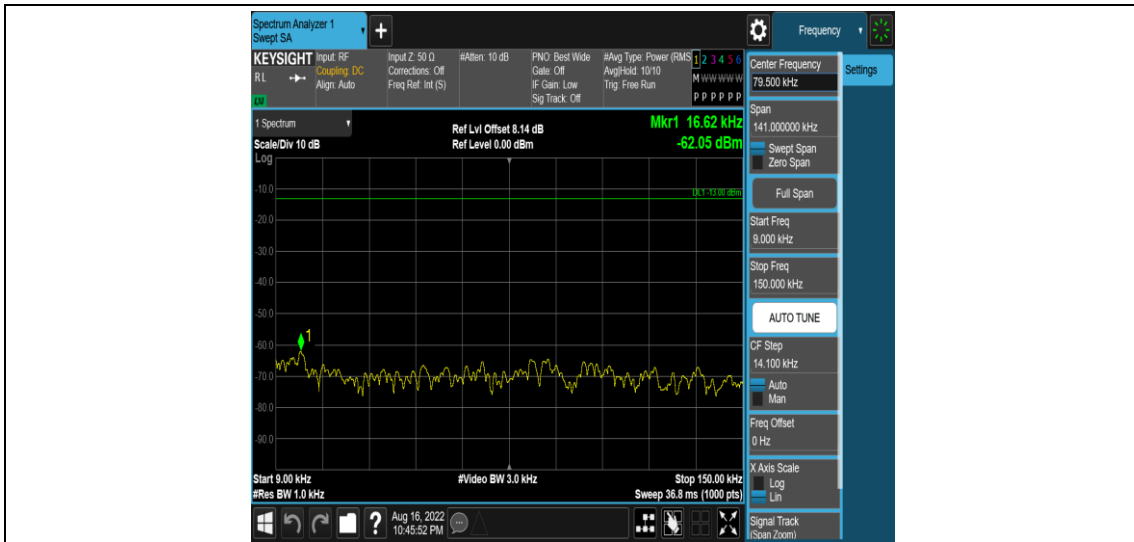 Spectrum Analyzer 1
Swept SA
+
Frequency
KEYSIGHT
RL
LXI
Input: RF
Coupling: DC
Align: Auto
Input Z: 50 Ω
Corrections: Off
Freq Ref: Int (S)
#Atten: 10 dB
PNO: Best Wide
Gate: Off
IF Gain: Low
Sig Track: Off
#Avg Type: Power (RMS
Avg|Hold: 10/10
Trig: Free Run
1 2 3 4 5 6
M W W W W W
P P P P P P
Center Frequency
79.500 kHz
Settings
Span
141.000000 kHz
Swept Span
Zero Span
Full Span
Start Freq
9.000 kHz
Stop Freq
150.000 kHz
AUTO TUNE
CF Step
14.100 kHz
Auto
Man
Freq Offset
0 Hz
X Axis Scale
Log
Lin
Signal Track
(Span Zoom)
1 Spectrum
Scale/Div 10 dB
Log
Ref Lvl Offset 8.14 dB
Ref Level 0.00 dBm
Mkr1 16.62 kHz
-62.05 dBm
DL1 -13.00 dBm
-10.0
-20.0
-30.0
-40.0
-50.0
-60.0
-70.0
-80.0
-90.0
1
Start 9.00 kHz
#Res BW 1.0 kHz
#Video BW 3.0 kHz
Stop 150.00 kHz
Sweep 36.8 ms (1000 pts)
?
Aug 16, 2022
10:45:52 PM